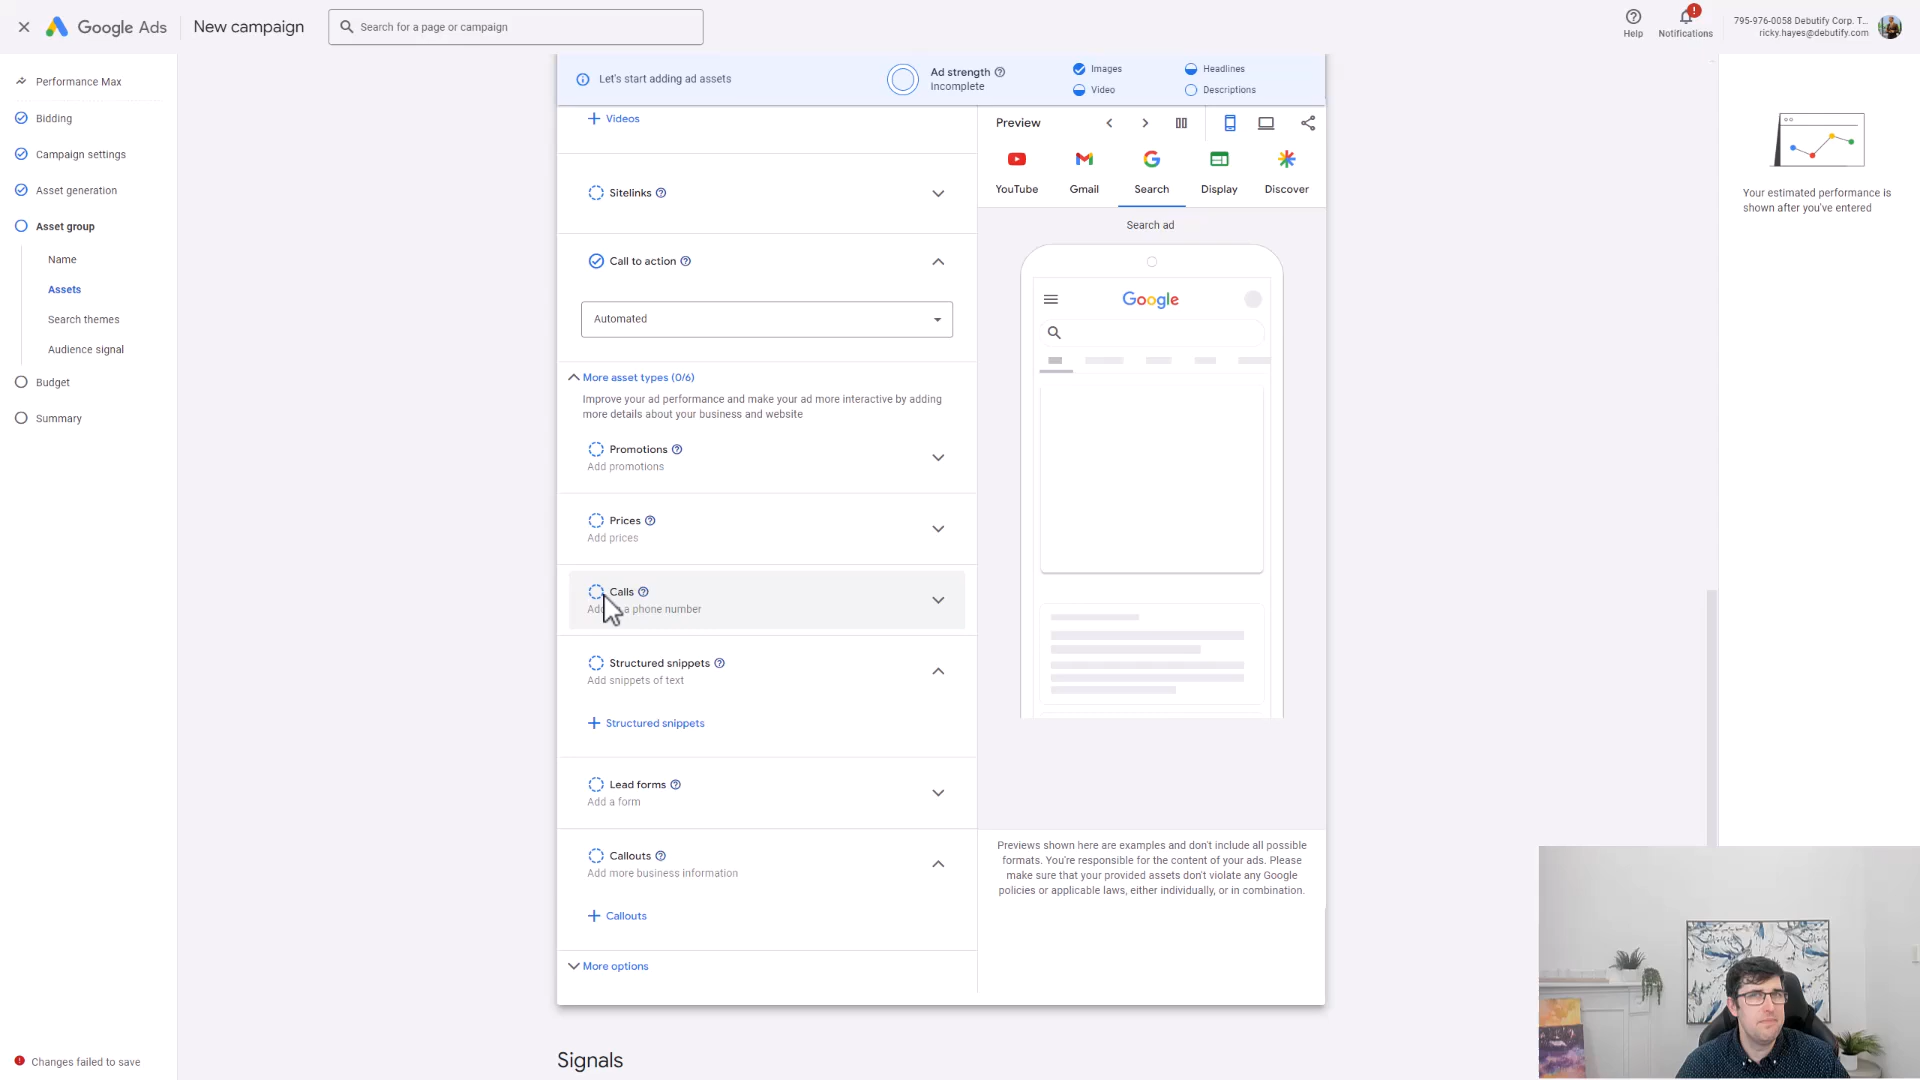 Google Ads
New campaign
Search for a page or campaign
Help
Notifications
795-976-0058 Debutify Corp. T...
ricky.hayes@debutify.com
Performance Max
Bidding
Campaign settings
Asset generation
Asset group
Name
Assets
Search themes
Audience signal
Budget
Summary
Changes failed to save
Let's start adding ad assets
Ad strength
Incomplete
Images
Headlines
Video
Descriptions
Videos
Sitelinks
Call to action
Automated
More asset types (0/6)
Improve your ad performance and make your ad more interactive by adding
more details about your business and website
Promotions
Add promotions
Prices
Add prices
Calls
Add a phone number
Structured snippets
Add snippets of text
Structured snippets
Lead forms
Add a form
Callouts
Add more business information
Callouts
More options
Signals
Preview
YouTube
Gmail
Search
Display
Discover
Search ad
Google
Previews shown here are examples and don't include all possible
formats. You're responsible for the content of your ads. Please
make sure that your provided assets don't violate any Google
policies or applicable laws, either individually, or in combination.
Your estimated performance is
shown after you've entered